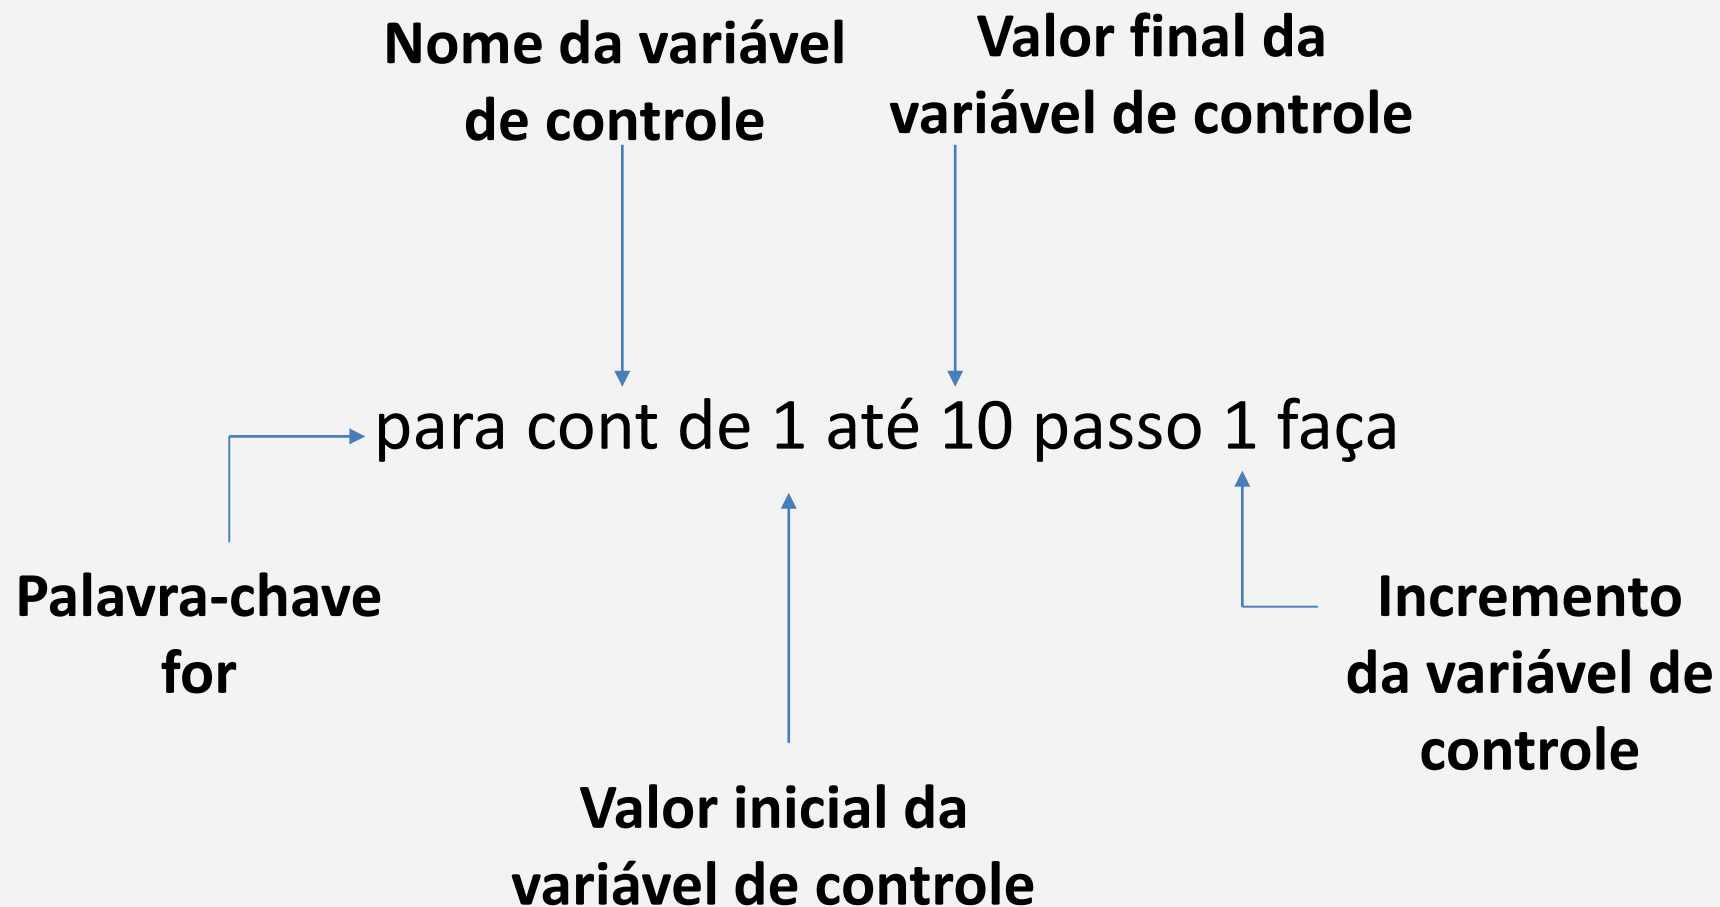 Nome da variável
de controle
Valor final da
variável de controle
para cont de 1 até 10 passo 1 faça
Palavra-chave
for
Incremento
da variável de
controle
Valor inicial da
variável de controle